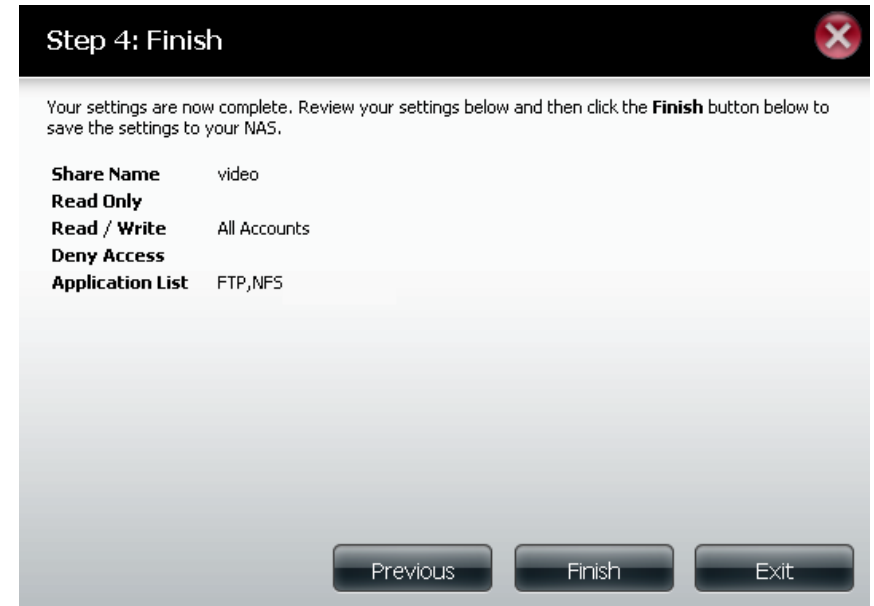 Step 4: Finish
Your settings are now complete. Review your settings below and then click the Finish button below to
save the settings to your NAS.
Share Name video
Read Only
Read / Write All Accounts
Deny Access
Application List FTP,NFS
Previous Finish Exit